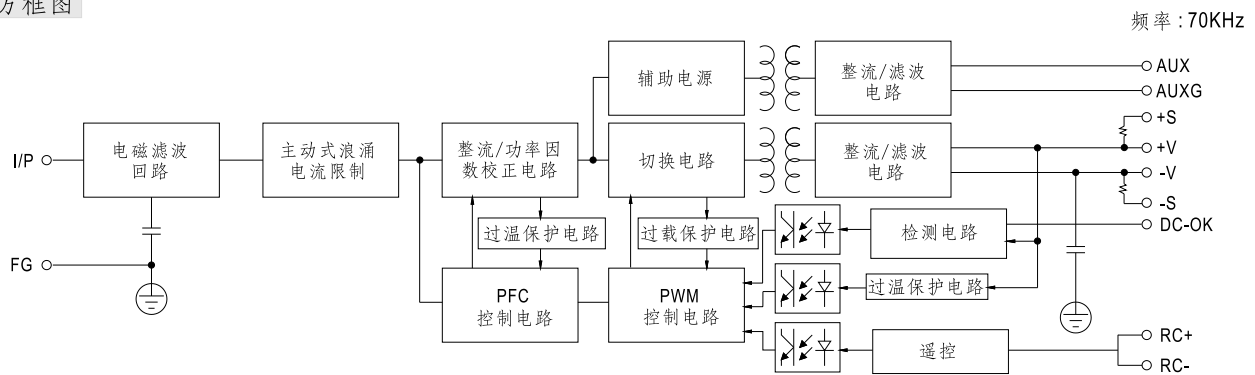 方框图
频率 : 70KHz
辅助电源
整流/滤波
电路
AUX
AUXG
+S
I/P
电磁滤波
回路
主动式浪涌
电流限制
整流/功率因
数校正电路
切换电路
整流/滤波
电路
+V
-V
-S
过温保护电路
过载保护电路
检测电路
DC-OK
FG
PFC
控制电路
PWM
控制电路
过温保护电路
遥控
RC+
RC-